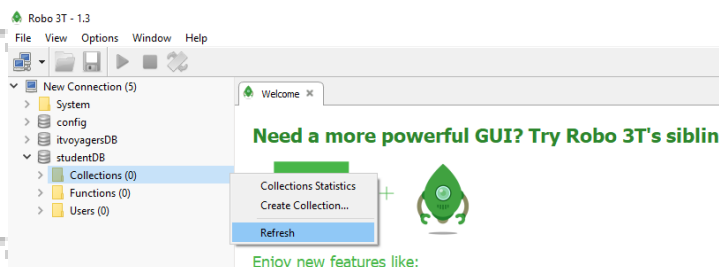 Robo 3T - 1.3
File View Options Window Help
New Connection (5)
System
config
itvoyagersDB
studentDB
Collections (0)
Functions (0)
Users (0)
Welcome
Need a more powerful GUI? Try Robo 3T's siblin
Collections Statistics
Create Collection...
Refresh
+
Enjoy new features like: